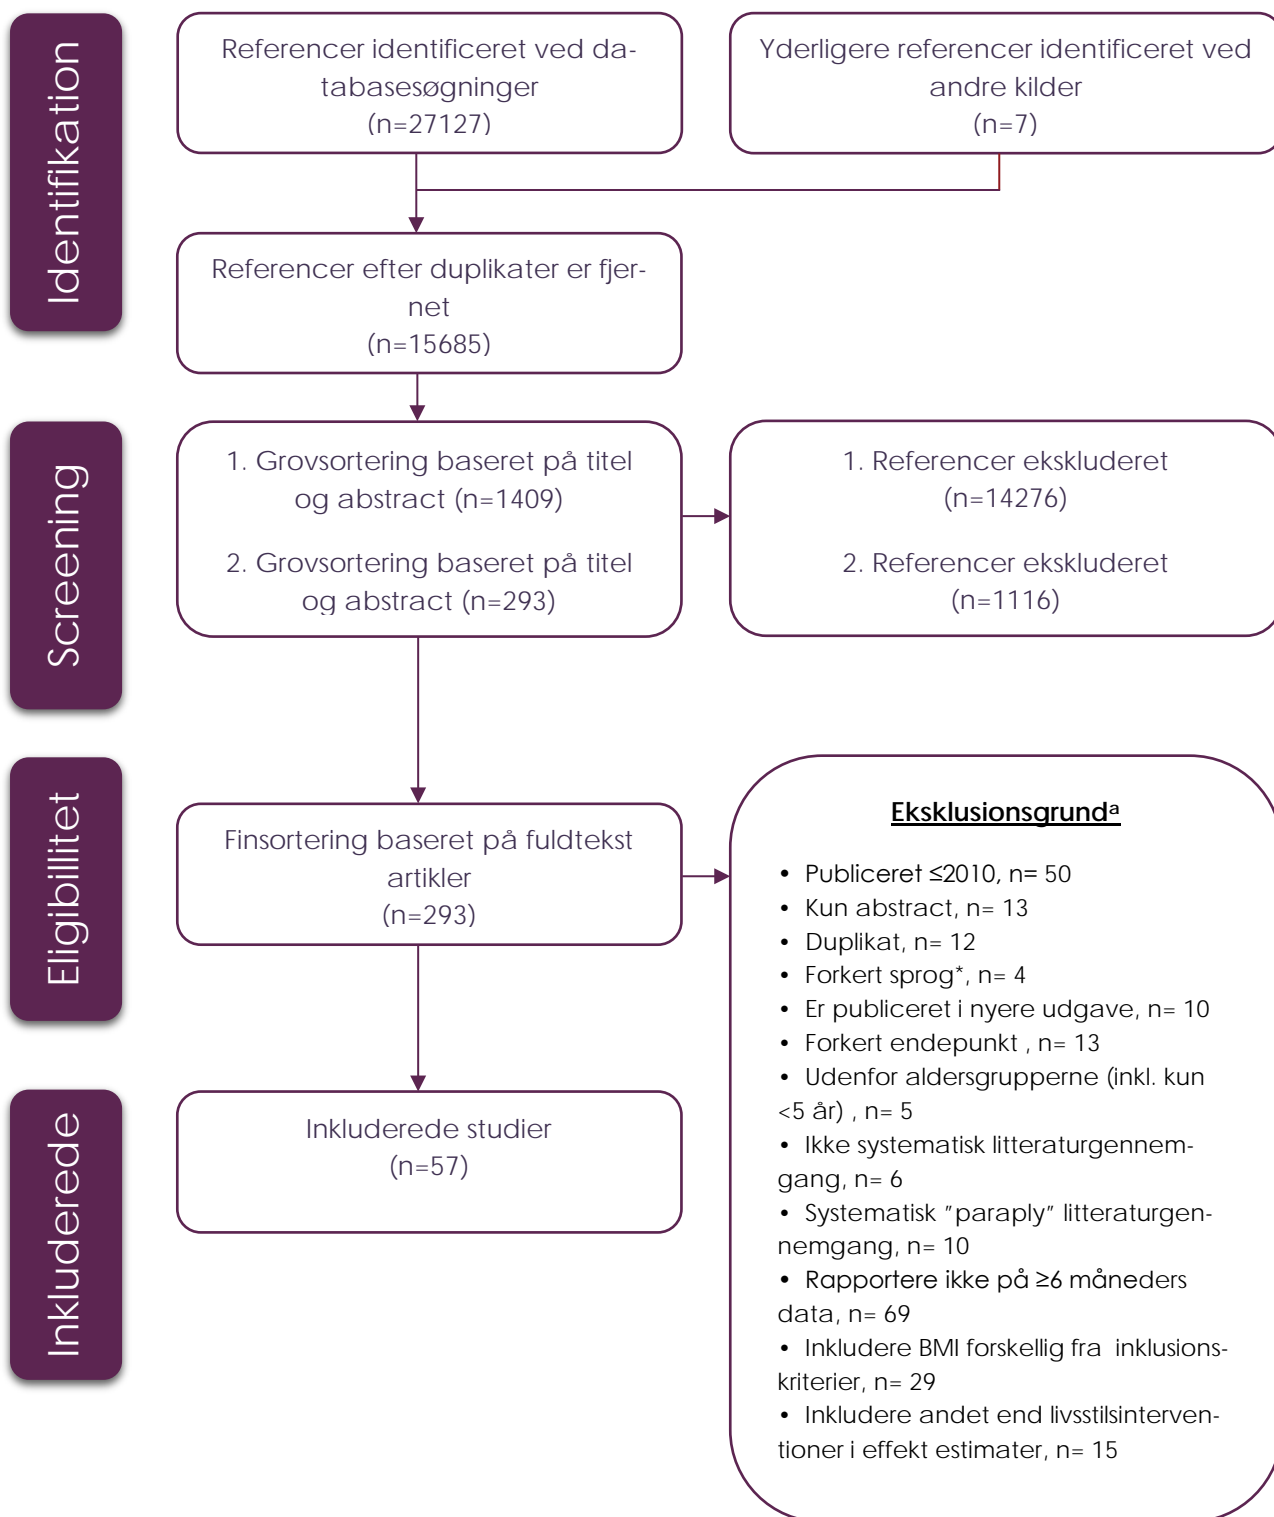 Identifikation
Referencer identificeret ved da-
tabasesøgninger
(n=27127)
Yderligere referencer identificeret ved
andre kilder
(n=7)
Referencer efter duplikater er fjer-
net
(n=15685)
Screening
1. Grovsortering baseret på titel
og abstract (n=1409)
2. Grovsortering baseret på titel
og abstract (n=293)
1. Referencer ekskluderet
(n=14276)
2. Referencer ekskluderet
(n=1116)
Eligibillitet
Finsortering baseret på fuldtekst
artikler
(n=293)
Eksklusionsgrundᵃ
• Publiceret ≤2010, n= 50
• Kun abstract, n= 13
• Duplikat, n= 12
• Forkert sprog*, n= 4
• Er publiceret i nyere udgave, n= 10
• Forkert endepunkt , n= 13
• Udenfor aldersgrupperne (inkl. kun
<5 år) , n= 5
• Ikke systematisk litteraturgennem-
gang, n= 6
• Systematisk "paraply" litteraturgen-
nemgang, n= 10
• Rapportere ikke på ≥6 måneders
data, n= 69
• Inkludere BMI forskellig fra inklusions-
kriterier, n= 29
• Inkludere andet end livsstilsinterven-
tioner i effekt estimater, n= 15
Inkluderede
Inkluderede studier
(n=57)